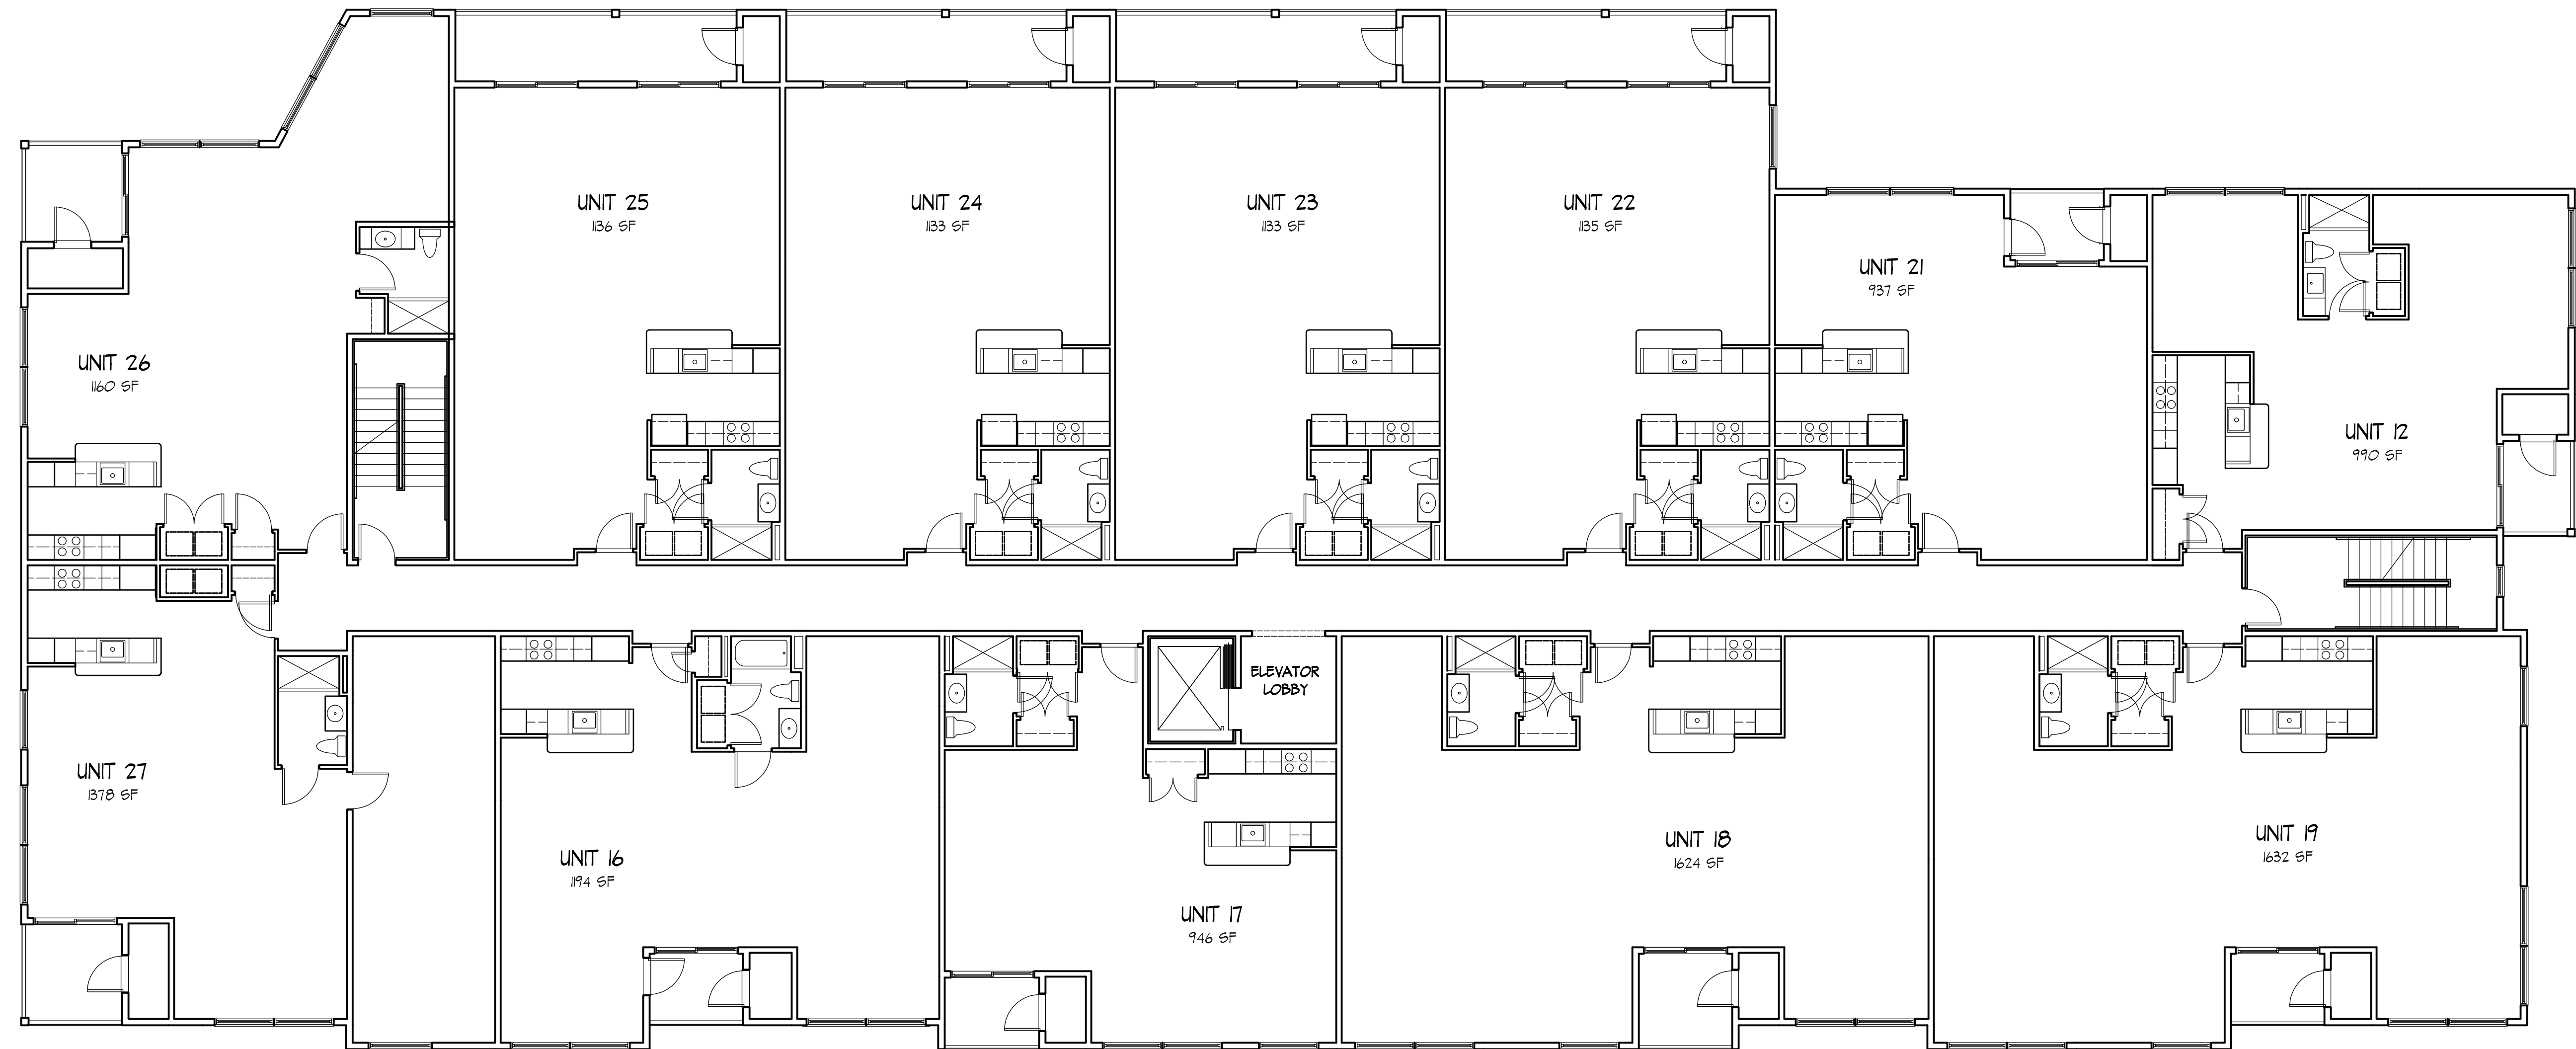 UNIT 25
1136 SF
UNIT 24
1133 SF
UNIT 23
1133 SF
UNIT 22
1135 SF
UNIT 21
937 SF
UNIT 26
1160 SF
UNIT 12
990 SF
ELEVATOR
LOBBY
UNIT 27
1378 SF
UNIT 16
1194 SF
UNIT 17
946 SF
UNIT 18
1624 SF
UNIT 19
1632 SF